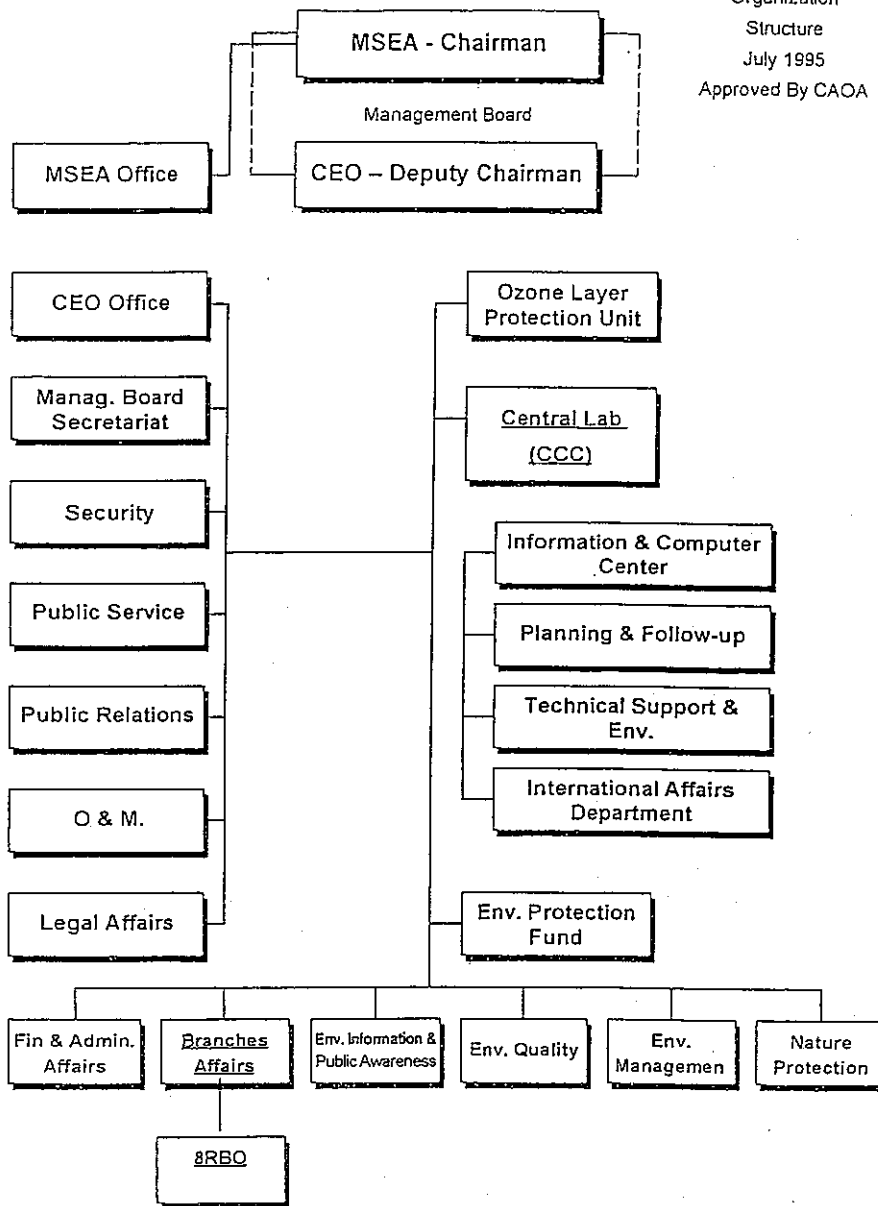 Organization
Structure
July 1995
Approved By CAOA
MSEA - Chairman
Management Board
MSEA Office
CEO – Deputy Chairman
CEO Office
Ozone Layer
Protection Unit
Manag. Board
Secretariat
Central Lab
(CCC)
Security
Information & Computer
Center
Public Service
Planning & Follow-up
Public Relations
Technical Support &
Env.
O & M.
International Affairs
Department
Legal Affairs
Env. Protection
Fund
Fin & Admin.
Affairs
Branches
Affairs
Env. Information &
Public Awareness
Env. Quality
Env.
Managemen
Nature
Protection
8RBO